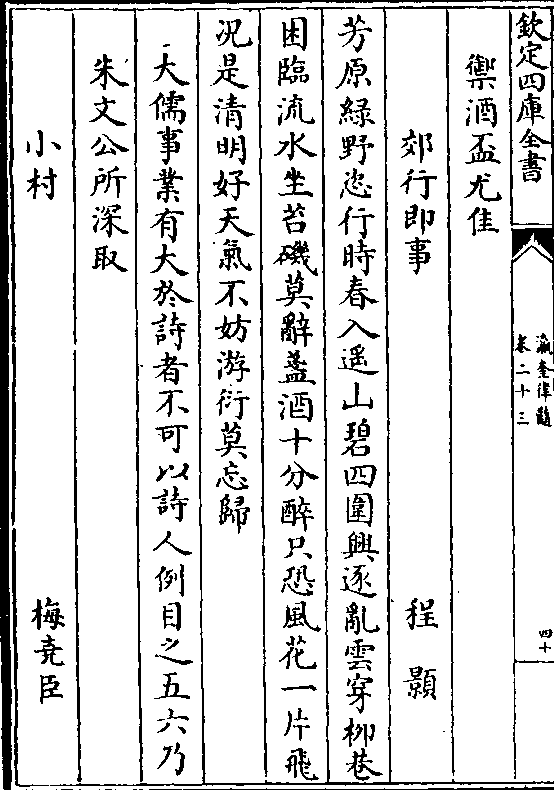 欽定四庫全書
瀛奎律髓
卷二十三
四十
禦酒盃尤佳
郊行即事 程顥
芳原綠野恣行時春入遥山碧四圍興逐亂雲穿柳巷
困臨流水坐苔磯莫辭盞酒十分醉只恐風花一片飛
况是清明好天氣不妨游衍莫忘歸
大儒事業有大於詩者不可以詩人例目之五六乃
朱文公所深取
小村 梅堯臣